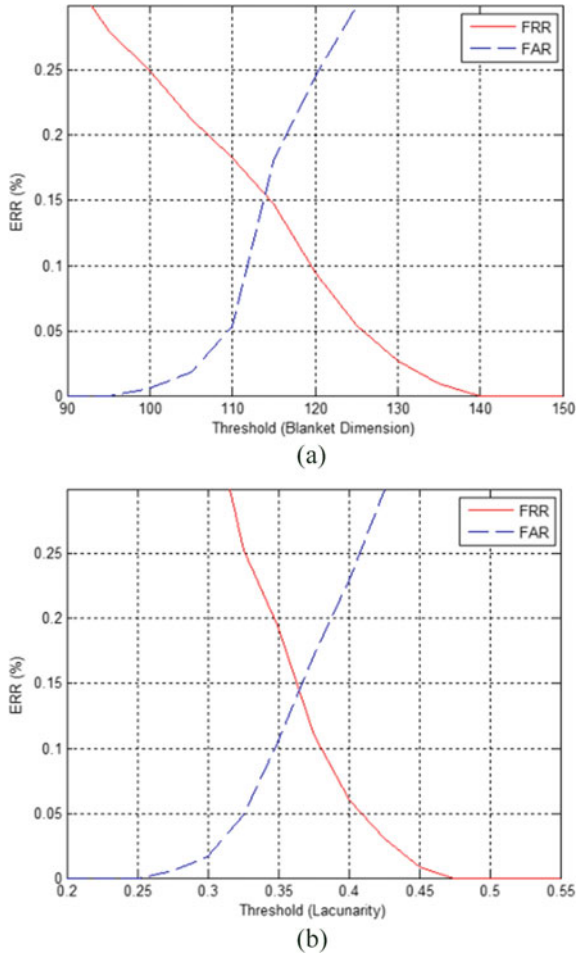 FRR
FAR
0.25
0.2
0.15
0.1
0.05
0
ERR (%)
90 100 110 120 130 140 150
Threshold (Blanket Dimension)
(a)
FRR
FAR
0.25
0.2
0.15
0.1
0.05
0
ERR (%)
0.2 0.25 0.3 0.35 0.4 0.45 0.5 0.55
Threshold (Lacunarity)
(b)